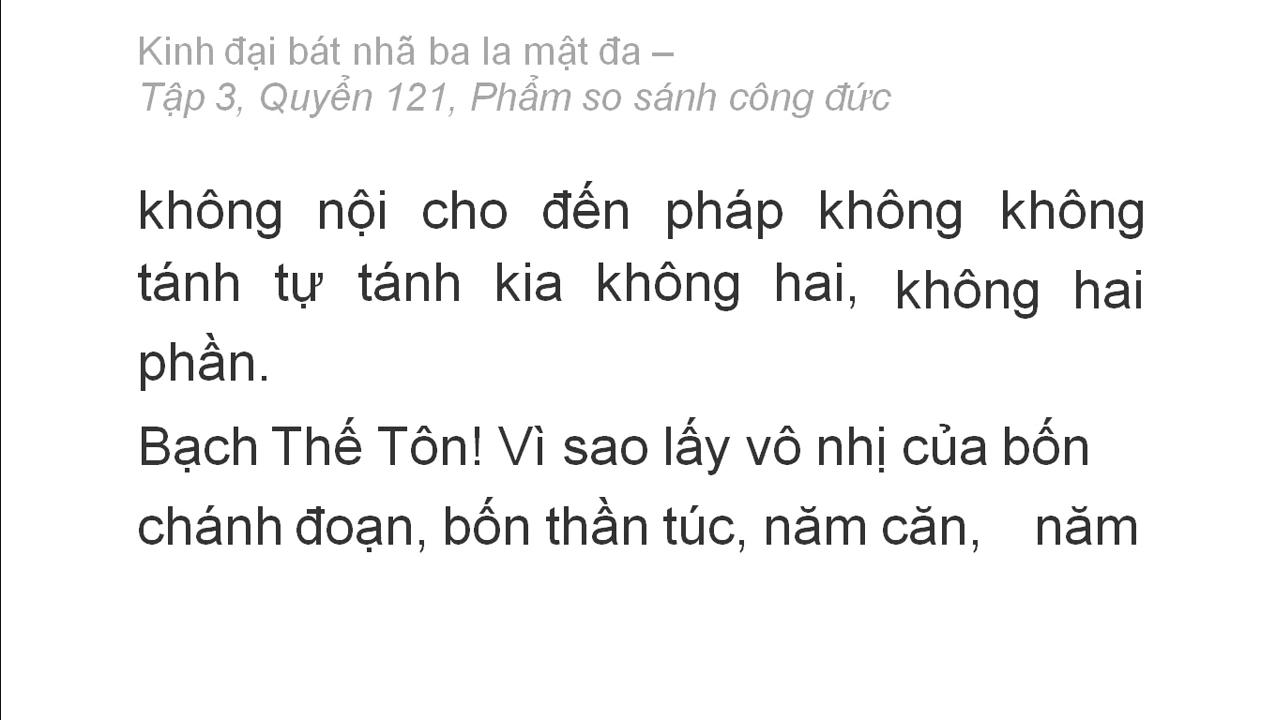 Kinh đại bát nhã ba la mật đa –
Tập 3, Quyển 121, Phẩm so sánh công đức
không nội cho đến pháp không không
tánh tự tánh kia không hai, không hai
phần.
Bạch Thế Tôn! Vì sao lấy vô nhị của bốn
chánh đoạn, bốn thần túc, năm căn, năm